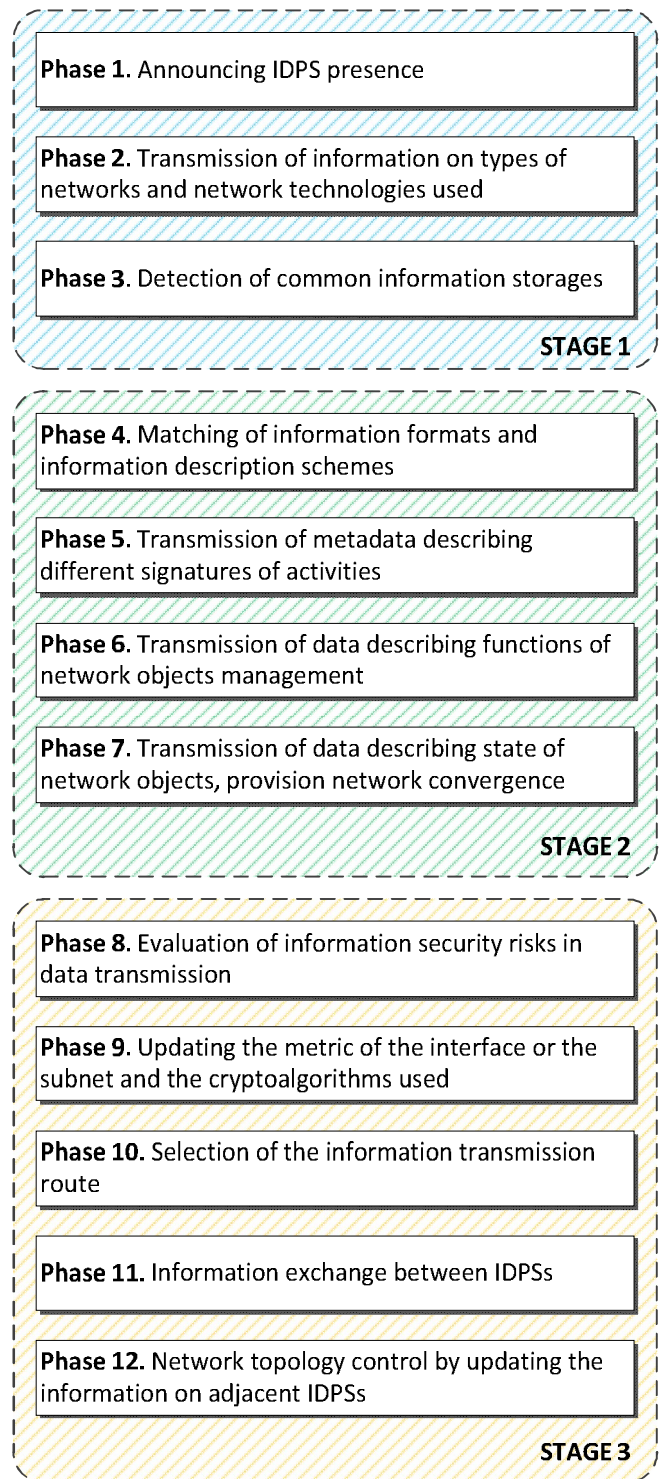 Phase 1. Announcing IDPS presence
Phase 2. Transmission of information on types of
networks and network technologies used
Phase 3. Detection of common information storages
STAGE 1
Phase 4. Matching of information formats and
information description schemes
Phase 5. Transmission of metadata describing
different signatures of activities
Phase 6. Transmission of data describing functions of
network objects management
Phase 7. Transmission of data describing state of
network objects, provision network convergence
STAGE 2
Phase 8. Evaluation of information security risks in
data transmission
Phase 9. Updating the metric of the interface or the
subnet and the cryptoalgorithms used
Phase 10. Selection of the information transmission
route
Phase 11. Information exchange between IDPSs
Phase 12. Network topology control by updating the
information on adjacent IDPSs
STAGE 3